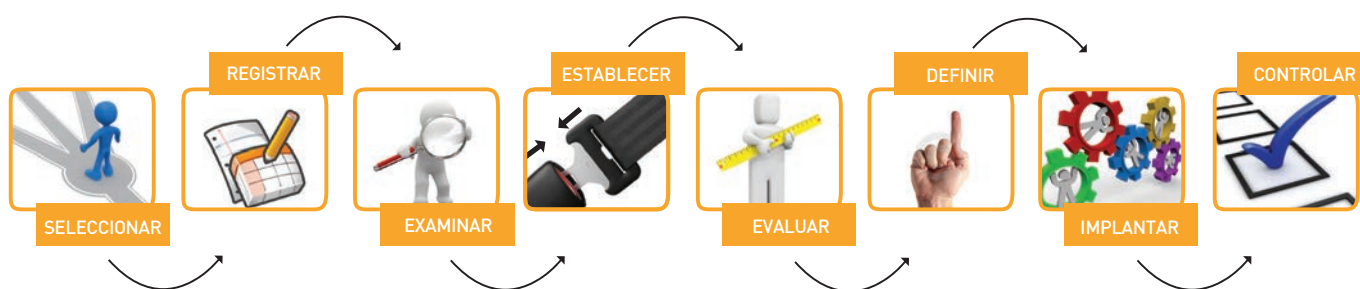 SELECCIONAR
REGISTRAR
EXAMINAR
ESTABLECER
EVALUAR
DEFINIR
IMPLANTAR
CONTROLAR